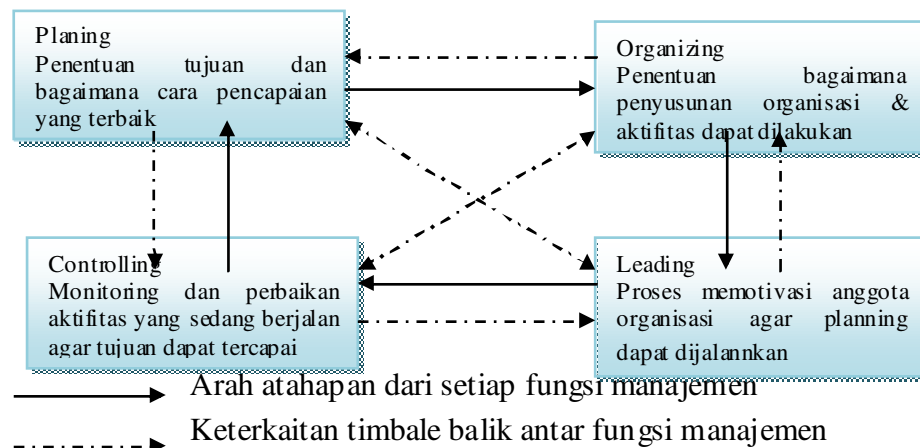 Planing
Penentuan tujuan dan
bagaimana cara pencapaian
yang terbaik
Organizing
Penentuan bagaimana
penyusunan organisasi &
aktifitas dapat dilakukan
Controlling
Monitoring dan perbaikan
aktifitas yang sedang berjalan
agar tujuan dapat tercapai
Leading
Proses memotivasi anggota
organisasi agar planning
dapat dijalannkan
Arah atahapan dari setiap fungsi manajemen
Keterkaitan timbale balik antar fungsi manajemen